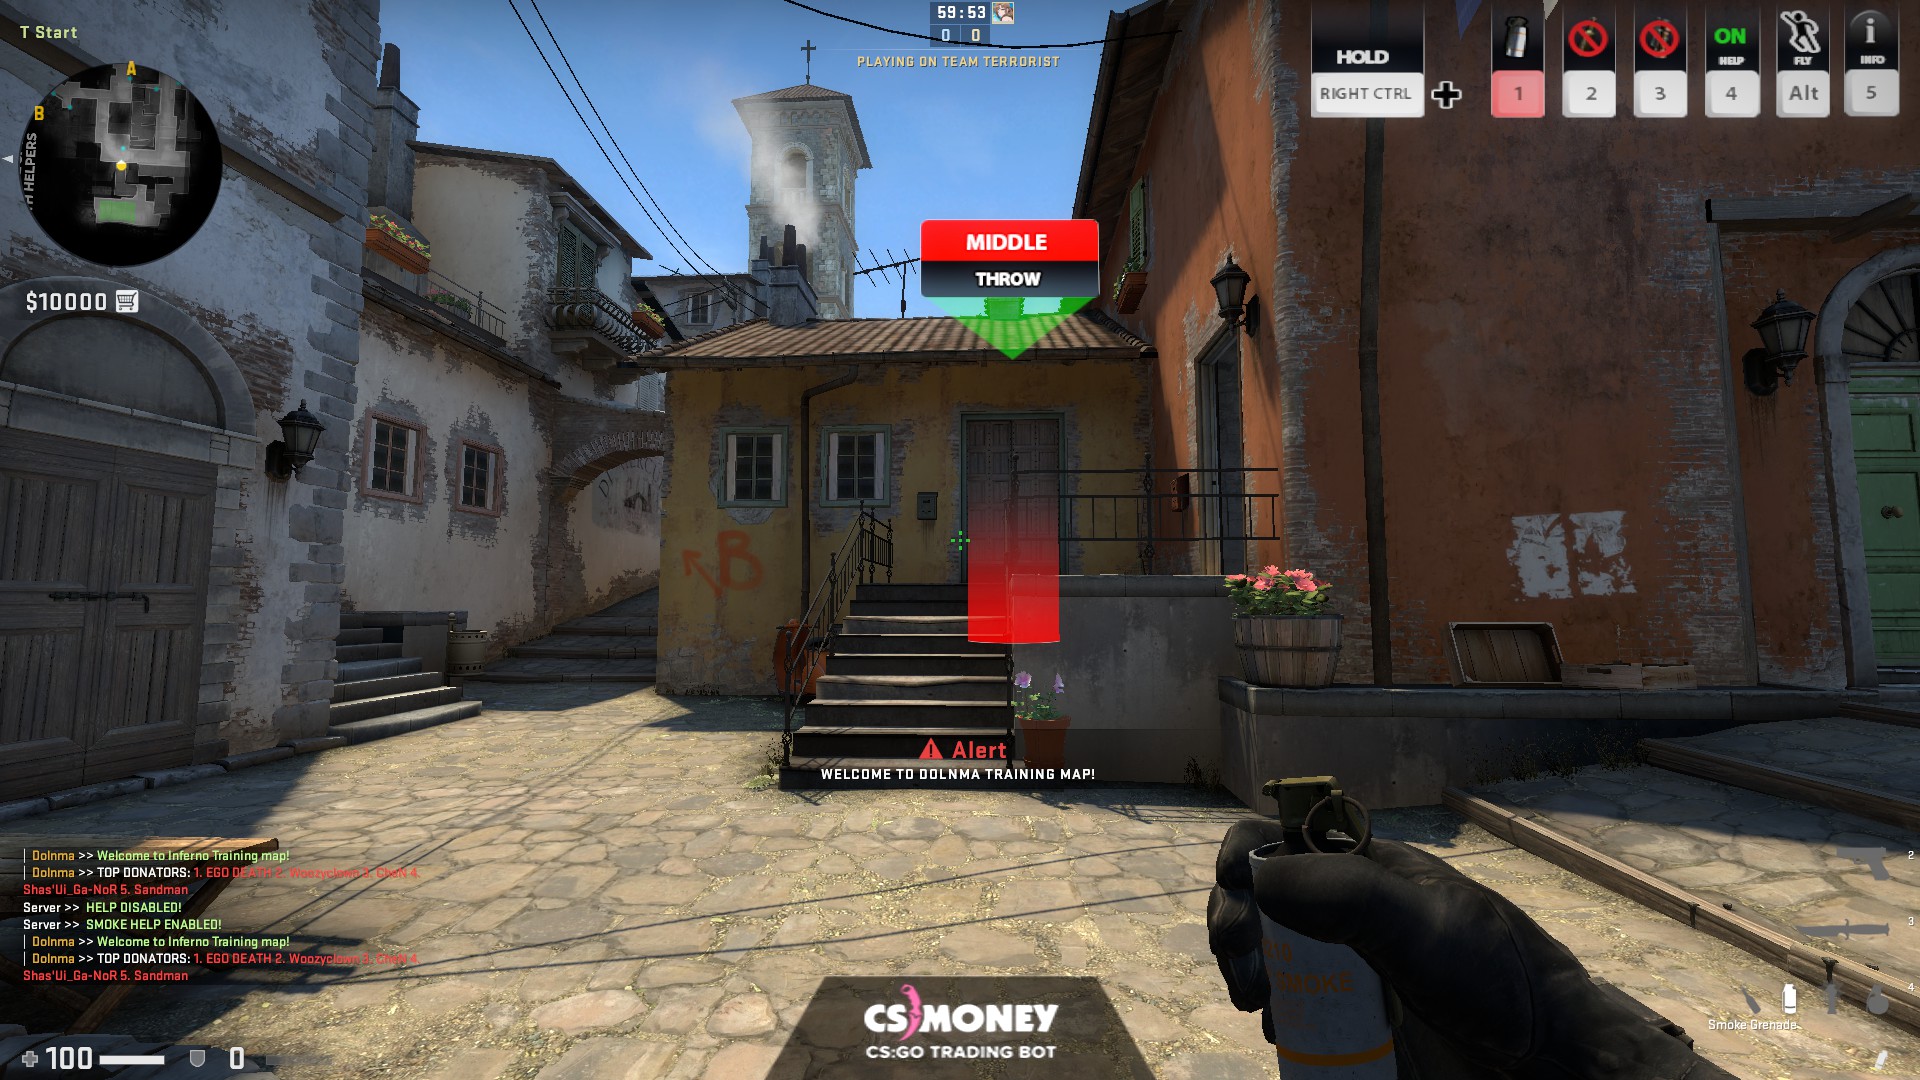 T Start
59:53
0 0
PLAYING ON TEAM TERRORIST
HOLD
RIGHT CTRL
1
2
3
ON
HELP
4
FLY
Alt
INFO
5
A
B
H HELPERS
$10000
MIDDLE
THROW
B
Alert
WELCOME TO DOLNMA TRAINING MAP!
Dolnma >> Welcome to Inferno Training map!
Dolnma >> TOP DONATORS: 1. EGO DEATH 2. Woozyclown 3. ChaN 4.
Shas'Ui_Ga-NoR 5. Sandman
Server >> HELP DISABLED!
Server >> SMOKE HELP ENABLED!
Dolnma >> Welcome to Inferno Training map!
Dolnma >> TOP DONATORS: 1. EGO DEATH 2. Woozyclown 3. ChaN 4.
Shas'Ui_Ga-NoR 5. Sandman
2
3
4
SMOKE
Smoke Grenade
CS MONEY
CS:GO TRADING BOT
100
0